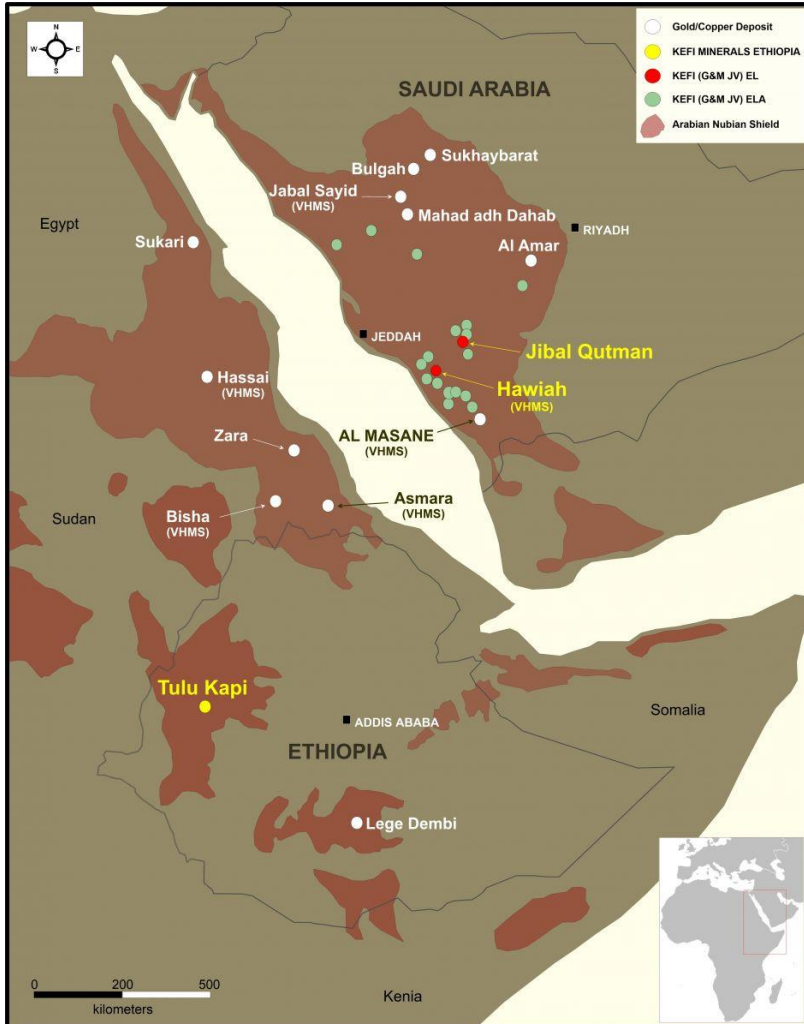 N
W
E
S
Gold/Copper Deposit
KEFI MINERALS ETHIOPIA
KEFI (G&M JV) EL
KEFI (G&M JV) ELA
Arabian Nubian Shield
SAUDI ARABIA
Sukhaybarat
Bulgah
Jabal Sayid
(VHMS)
Mahad adh Dahab
Egypt
RIYADH
Sukari
Al Amar
JEDDAH
Jibal Qutman
Hassai
(VHMS)
Hawiah
(VHMS)
Zara
AL MASANE
(VHMS)
Sudan
Bisha
(VHMS)
Asmara
(VHMS)
Tulu Kapi
Somalia
ADDIS ABABA
ETHIOPIA
Lege Dembi
0
200
500
kilometers
Kenia